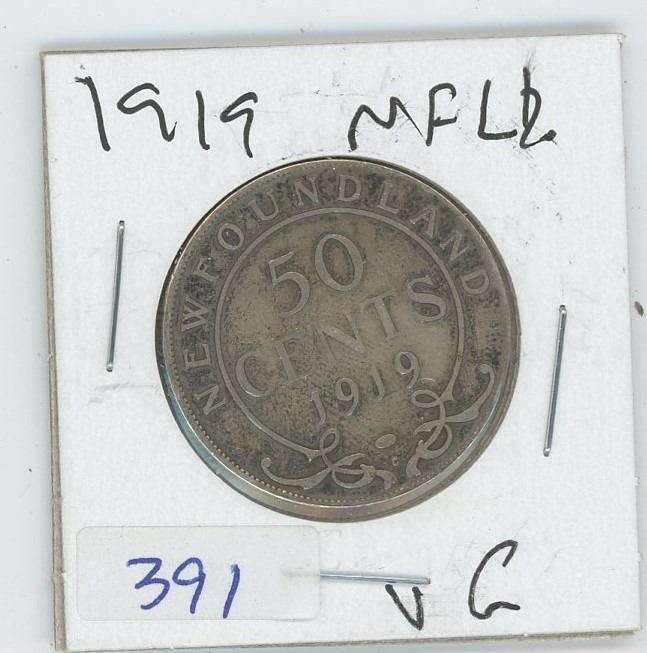 1919 NFLD
NEWFOUNDLAND
50
CENTS
1919
C
391
VG